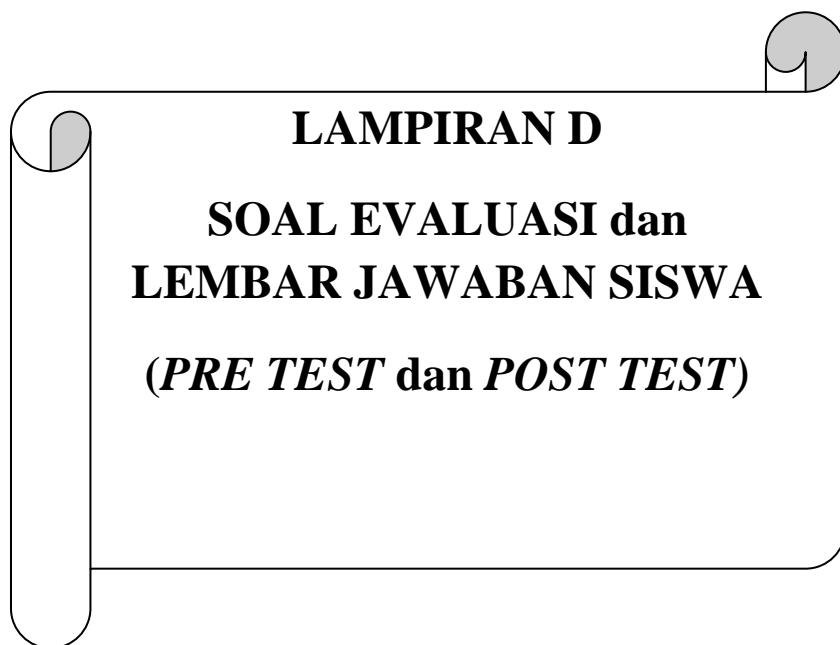 LAMPIRAN D
SOAL EVALUASI dan
LEMBAR JAWABAN SISWA
(PRE TEST dan POST TEST)